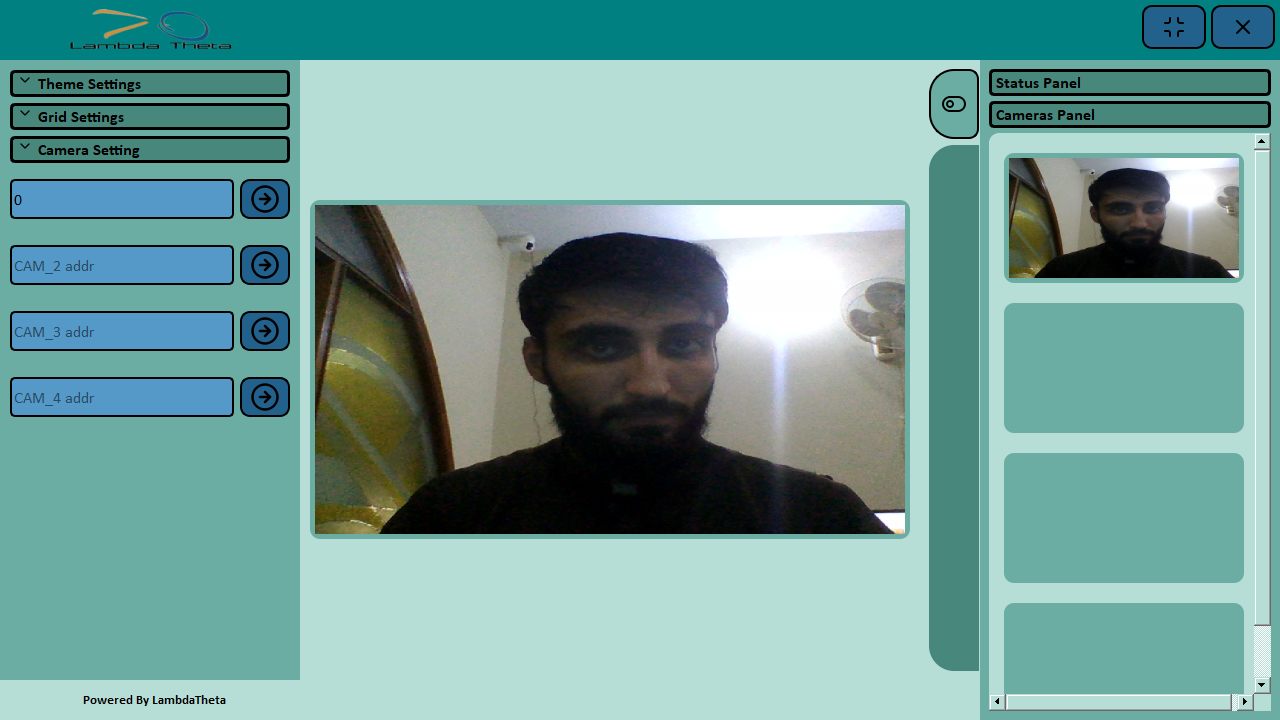 Lambda Theta
Theme Settings
Grid Settings
Camera Setting
0
CAM_2 addr
CAM_3 addr
CAM_4 addr
Powered By LambdaTheta
Status Panel
Cameras Panel